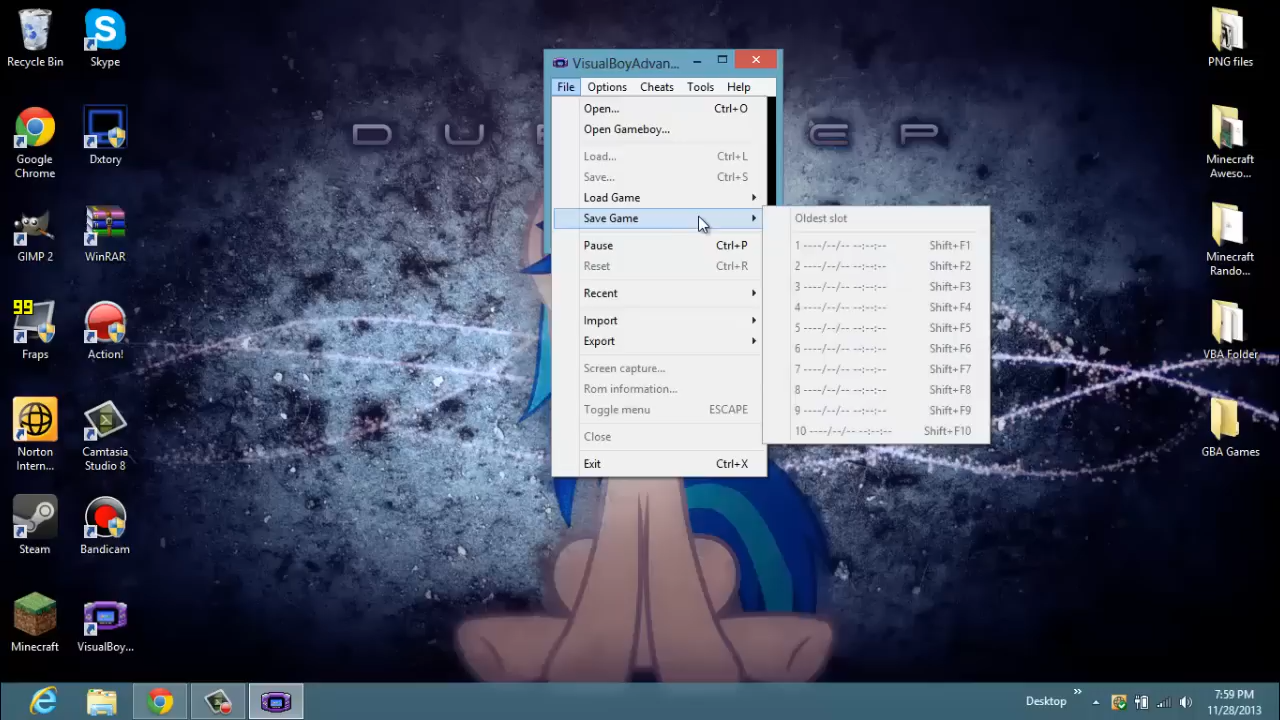 Recycle Bin
Skype
Google Chrome
Dxtory
GIMP 2
WinRAR
99
Fraps
Action!
Norton Intern...
Camtasia Studio 8
Steam
Bandicam
Minecraft
VisualBoy...
VisualBoyAdvan...
File Options Cheats Tools Help
Open... Ctrl+O
Open Gameboy...
Load... Ctrl+L
Save... Ctrl+S
Load Game
Save Game
Pause Ctrl+P
Reset Ctrl+R
Recent
Import
Export
Screen capture...
Rom information...
Toggle menu ESCAPE
Close
Exit Ctrl+X
Oldest slot
1 ----/--/-- --:--:-- Shift+F1
2 ----/--/-- --:--:-- Shift+F2
3 ----/--/-- --:--:-- Shift+F3
4 ----/--/-- --:--:-- Shift+F4
5 ----/--/-- --:--:-- Shift+F5
6 ----/--/-- --:--:-- Shift+F6
7 ----/--/-- --:--:-- Shift+F7
8 ----/--/-- --:--:-- Shift+F8
9 ----/--/-- --:--:-- Shift+F9
10 ----/--/-- --:--:-- Shift+F10
PNG files
Minecraft Aweso...
Minecraft Rando...
VBA Folder
GBA Games
Desktop
7:59 PM
11/28/2013